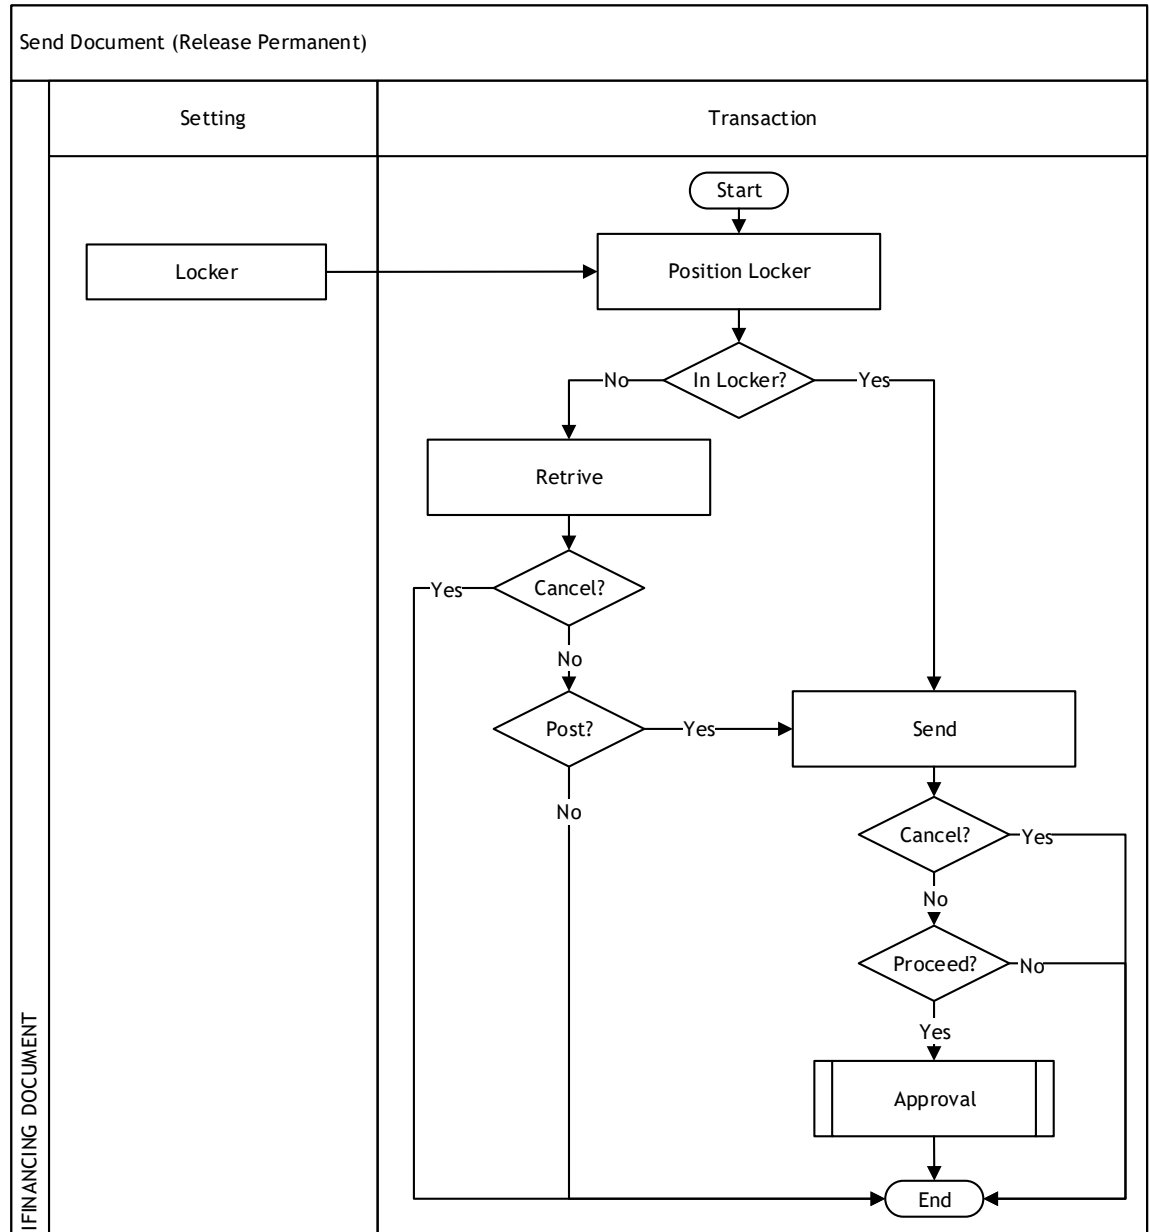 Send Document (Release Permanent)
Setting
Transaction
Start
Locker
Position Locker
In Locker?
No
Yes
Retrive
Cancel?
Yes
No
Post?
Yes
Send
No
Cancel?
Yes
No
Proceed?
No
Yes
Approval
End
IFINANCING DOCUMENT